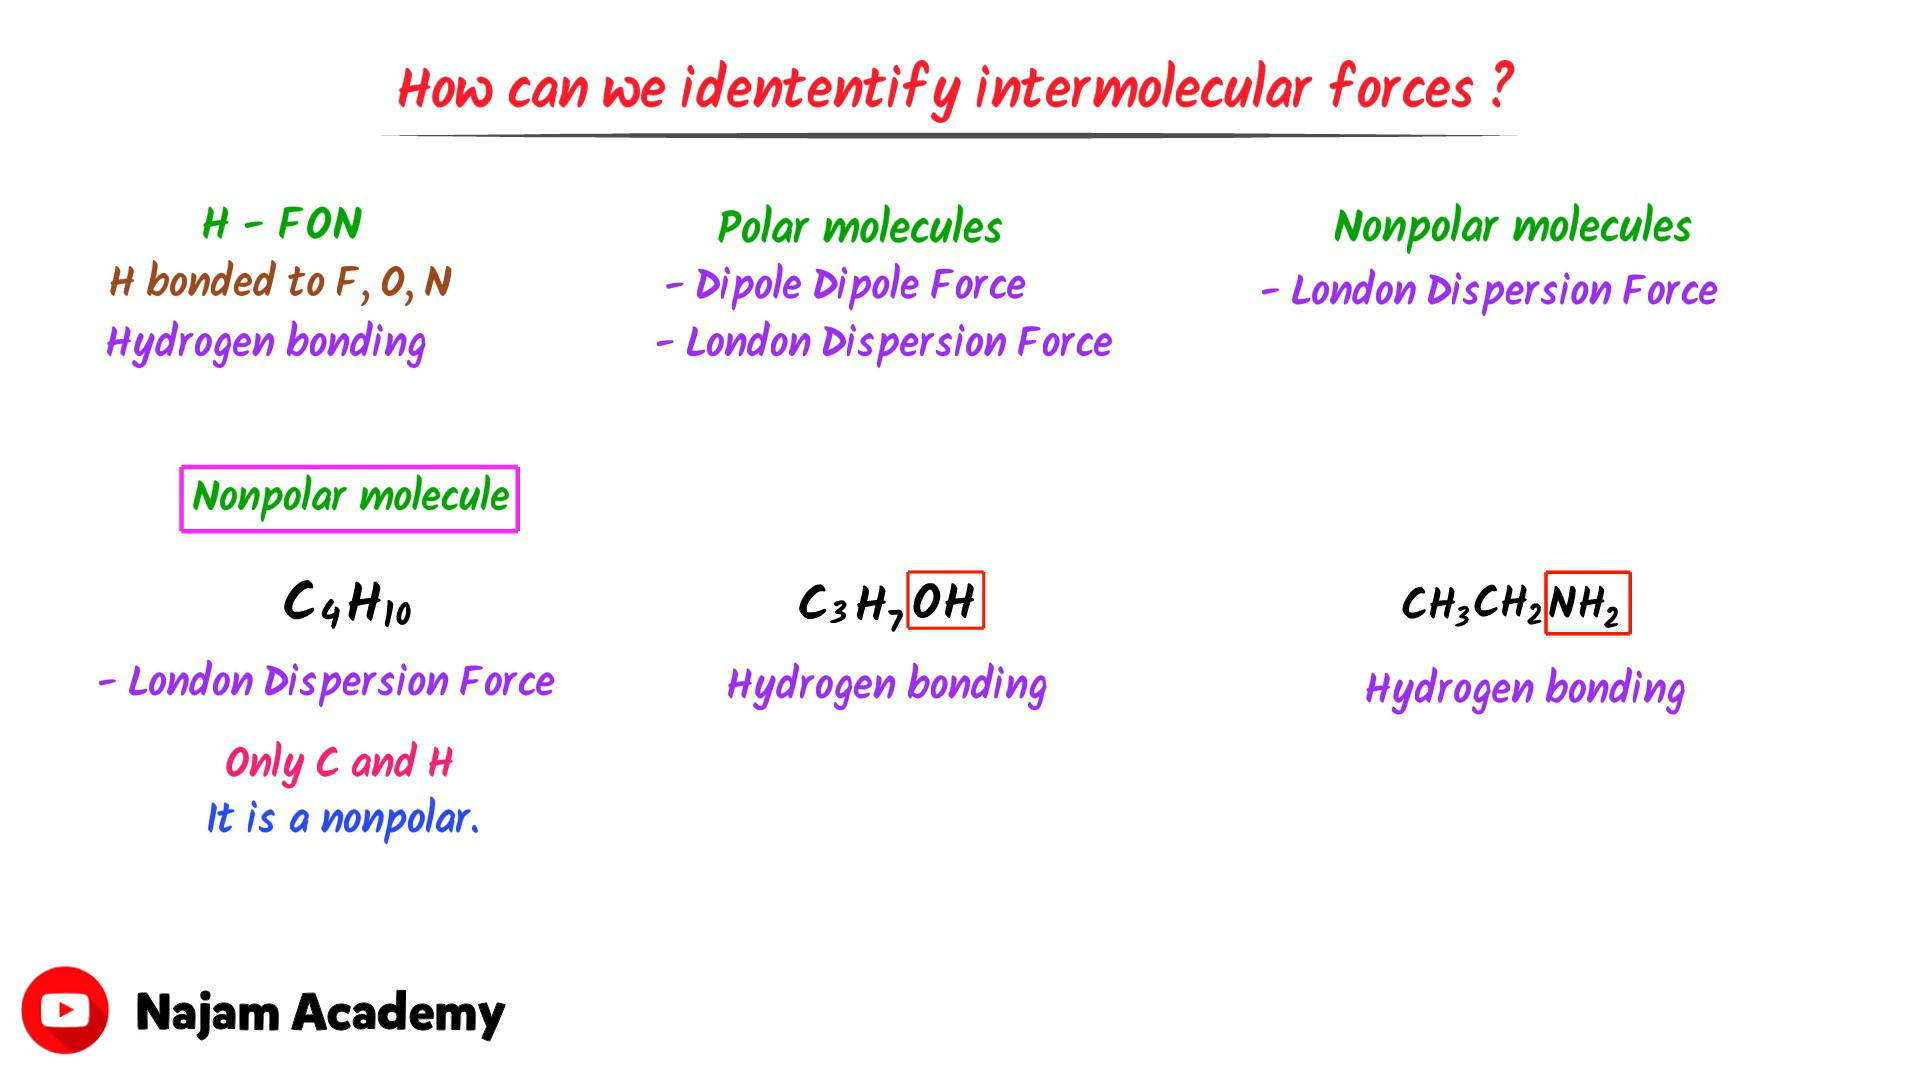 How can we idententify intermolecular forces ?
H - FON
H bonded to F, O, N
Hydrogen bonding
Polar molecules
- Dipole Dipole Force
- London Dispersion Force
Nonpolar molecules
- London Dispersion Force
Nonpolar molecule
C₄H₁₀
- London Dispersion Force
Only C and H
It is a nonpolar.
C₃H₇OH
Hydrogen bonding
CH₃CH₂NH₂
Hydrogen bonding
Najam Academy